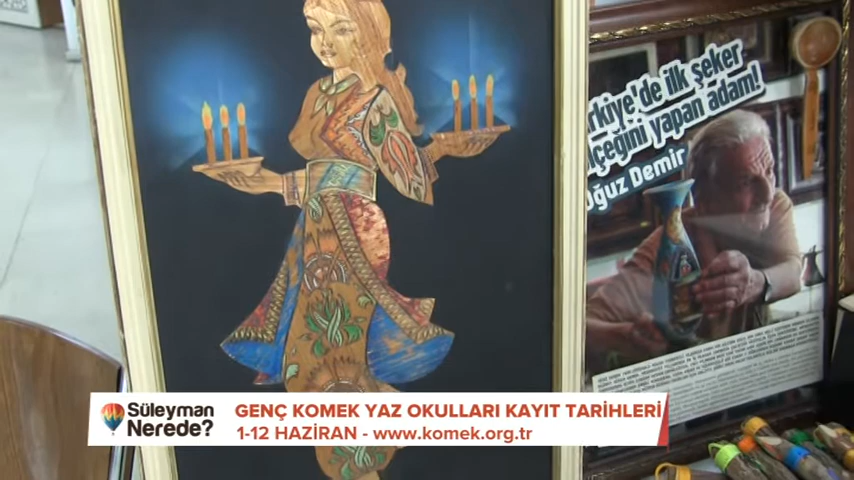 rkiye'de ilk şeker
çeğini yapan adam!
ğuz Demir
Süleyman
Nerede?
GENÇ KOMEK YAZ OKULLARI KAYIT TARİHLERİ
1-12 HAZİRAN - www.komek.org.tr